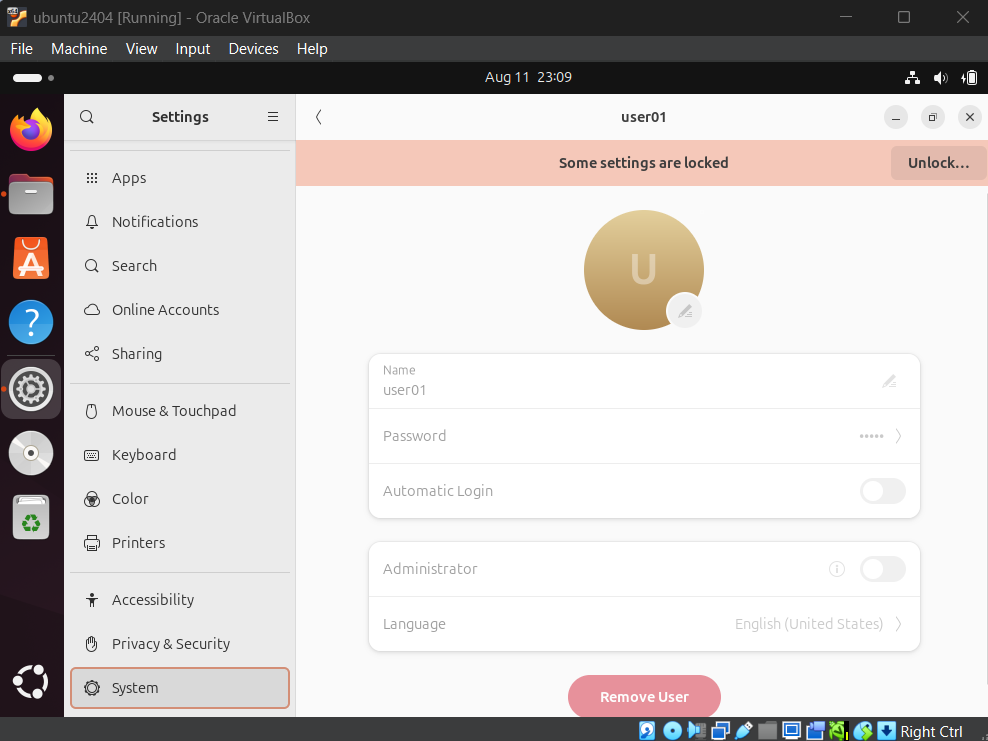 ubuntu2404 [Running] - Oracle VirtualBox
File Machine View Input Devices Help
Aug 11 23:09
Settings
user01
Some settings are locked
Unlock...
Apps
Notifications
Search
Online Accounts
Sharing
Mouse & Touchpad
Keyboard
Color
Printers
Accessibility
Privacy & Security
System
U
Name
user01
Password •••••
Automatic Login
Administrator
Language English (United States)
Remove User
Right Ctrl